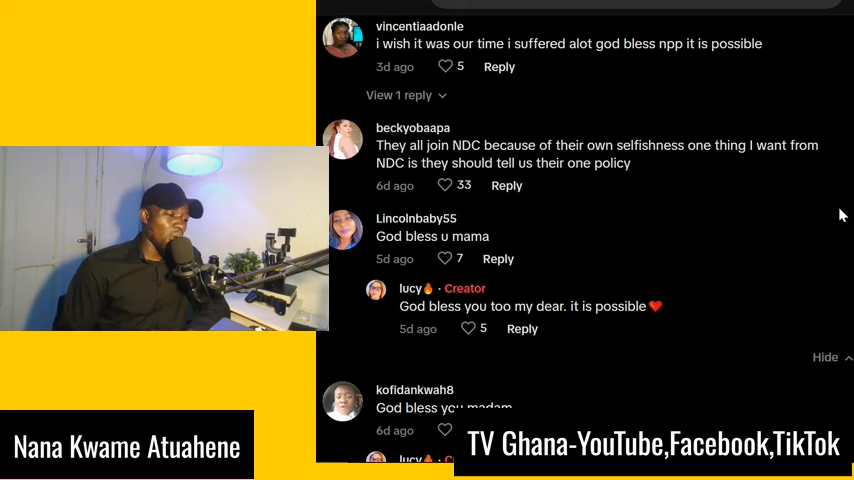 vincentiaadonle
i wish it was our time i suffered alot god bless npp it is possible
3d ago 5 Reply
View 1 reply
beckyobaapa
They all join NDC because of their own selfishness one thing I want from
NDC is they should tell us their one policy
6d ago 33 Reply
Lincolnbaby55
God bless u mama
5d ago 7 Reply
lucy🔥 · Creator
God bless you too my dear. it is possible❤️
5d ago 5 Reply
Hide
kofidankwah8
God bless you madam
6d ago
lucy🔥
Nana Kwame Atuahene
TV Ghana-YouTube,Facebook,TikTok